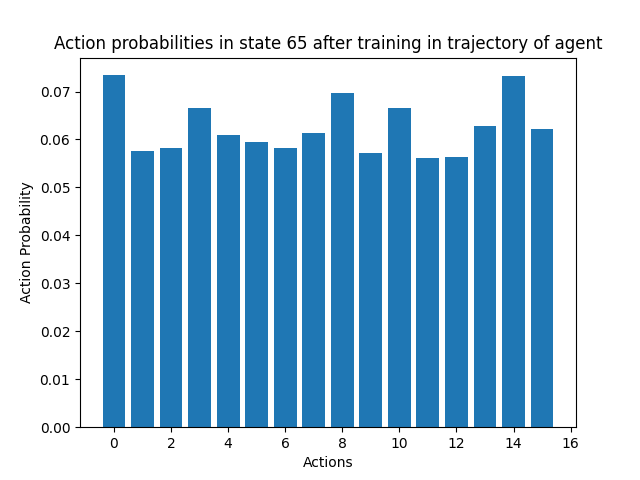 Action probabilities in state 65 after training in trajectory of agent
Action Probability
0.07
0.06
0.05
0.04
0.03
0.02
0.01
0.00
0 2 4 6 8 10 12 14 16
Actions